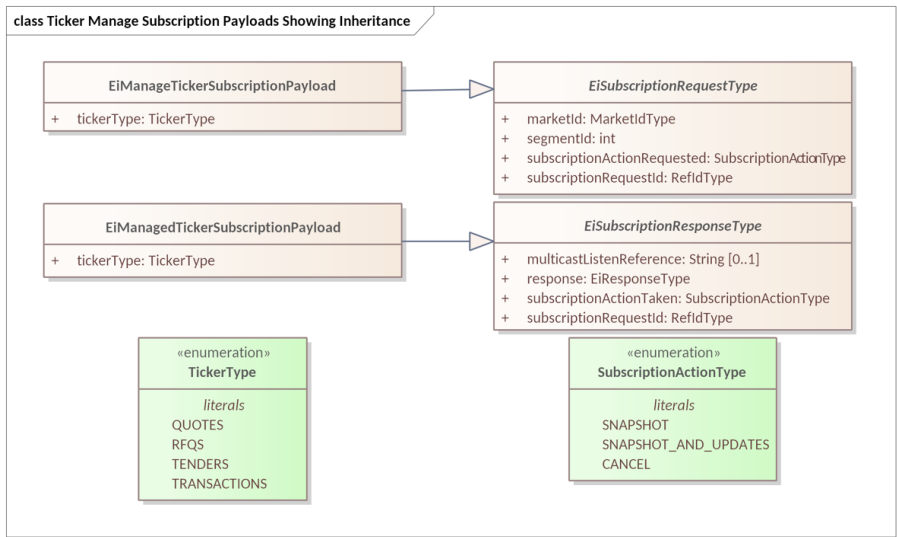 class Ticker Manage Subscription Payloads Showing Inheritance
EiManageTickerSubscriptionPayload
+ tickerType: TickerType
EiSubscriptionRequestType
+ marketId: MarketIdType
+ segmentId: int
+ subscriptionActionRequested: SubscriptionActionType
+ subscriptionRequestId: RefIdType
EiManagedTickerSubscriptionPayload
+ tickerType: TickerType
EiSubscriptionResponseType
+ multicastListenReference: String [0..1]
+ response: EiResponseType
+ subscriptionActionTaken: SubscriptionActionType
+ subscriptionRequestId: RefIdType
«enumeration»
TickerType
literals
QUOTES
RFQS
TENDERS
TRANSACTIONS
«enumeration»
SubscriptionActionType
literals
SNAPSHOT
SNAPSHOT_AND_UPDATES
CANCEL